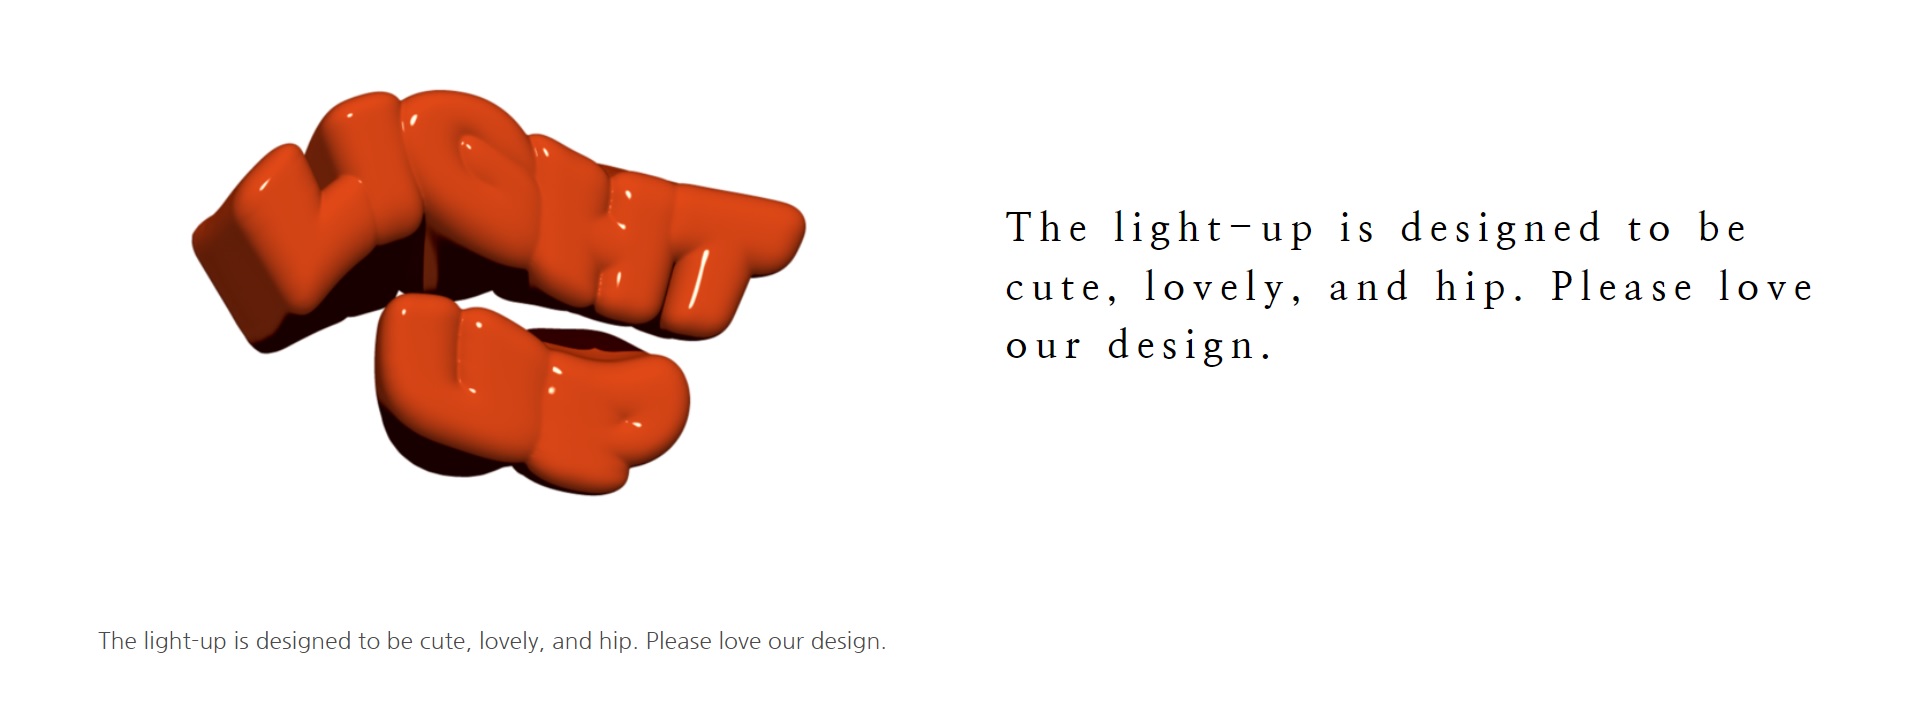 LIGHT
UP
The light-up is designed to be
cute, lovely, and hip. Please love
our design.
The light-up is designed to be cute, lovely, and hip. Please love our design.